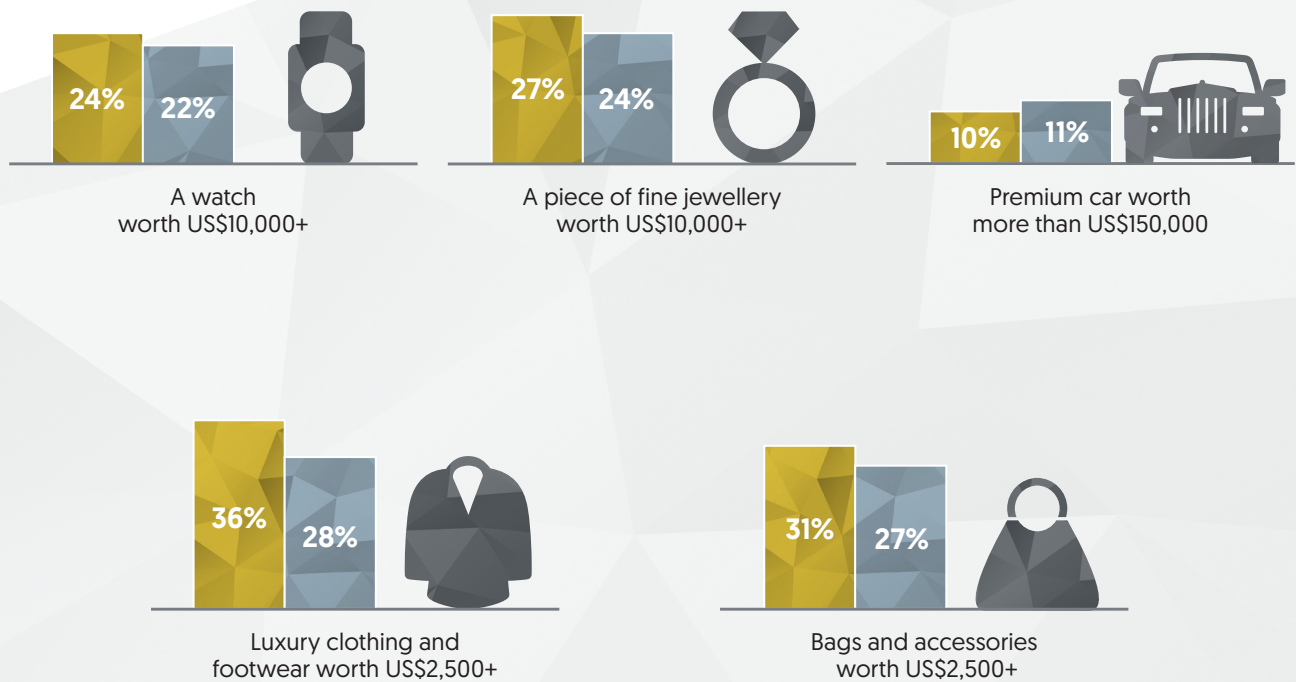 24%
22%
A watch
worth US$10,000+
27%
24%
A piece of fine jewellery
worth US$10,000+
10%
11%
Premium car worth
more than US$150,000
36%
28%
Luxury clothing and
footwear worth US$2,500+
31%
27%
Bags and accessories
worth US$2,500+